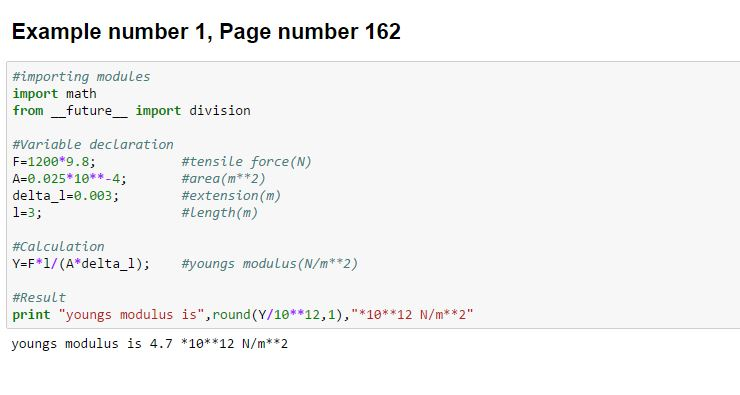 Example number 1, Page number 162
#importing modules
import math
from __future__ import division
#Variable declaration
F=1200*9.8; #tensile force(N)
A=0.025*10**-4; #area(m**2)
delta_l=0.003; #extension(m)
l=3; #length(m)
#Calculation
Y=F*l/(A*delta_l); #youngs modulus(N/m**2)
#Result
print "youngs modulus is",round(Y/10**12,1),"*10**12 N/m**2"
youngs modulus is 4.7 *10**12 N/m**2